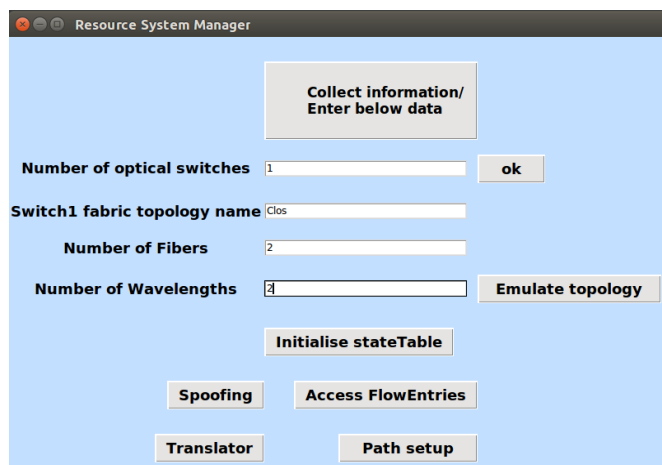 Resource System Manager
Collect information/
Enter below data
Number of optical switches 1 ok
Switch1 fabric topology name Clos
Number of Fibers 2
Number of Wavelengths 2 Emulate topology
Initialise stateTable
Spoofing Access FlowEntries
Translator Path setup